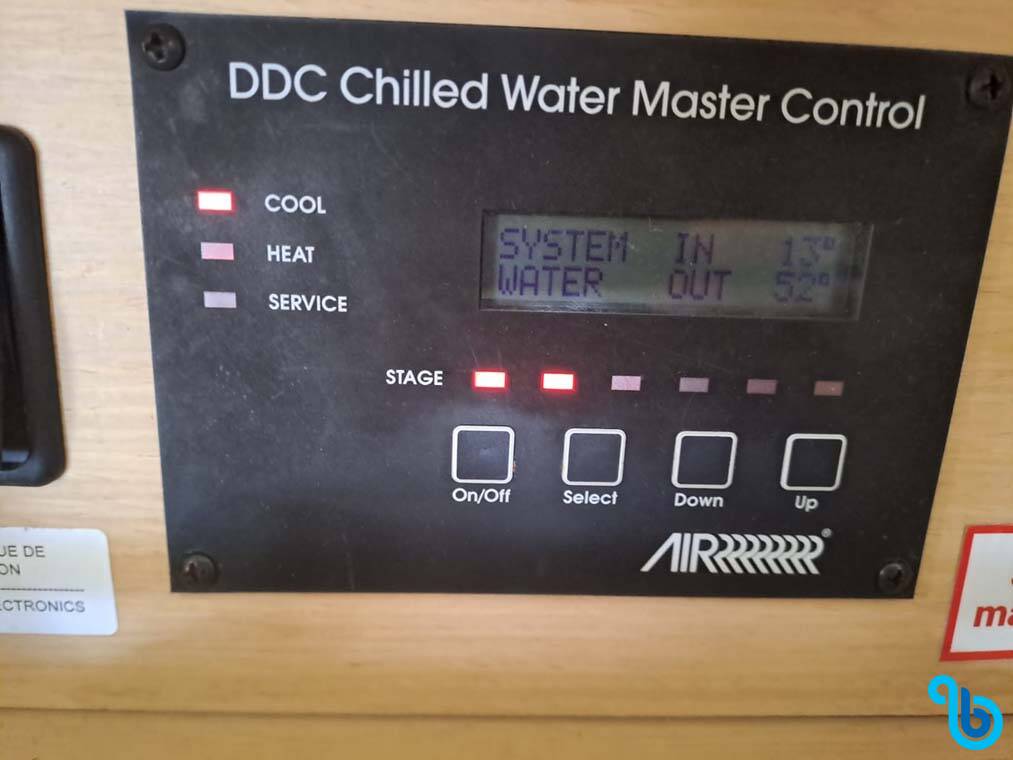 DDC Chilled Water Master Control
COOL
HEAT
SERVICE
SYSTEM IN 13°
WATER OUT 52°
STAGE
On/Off
Select
Down
Up
AIR
®
UE DE
ON
ECTRONICS
ma
b